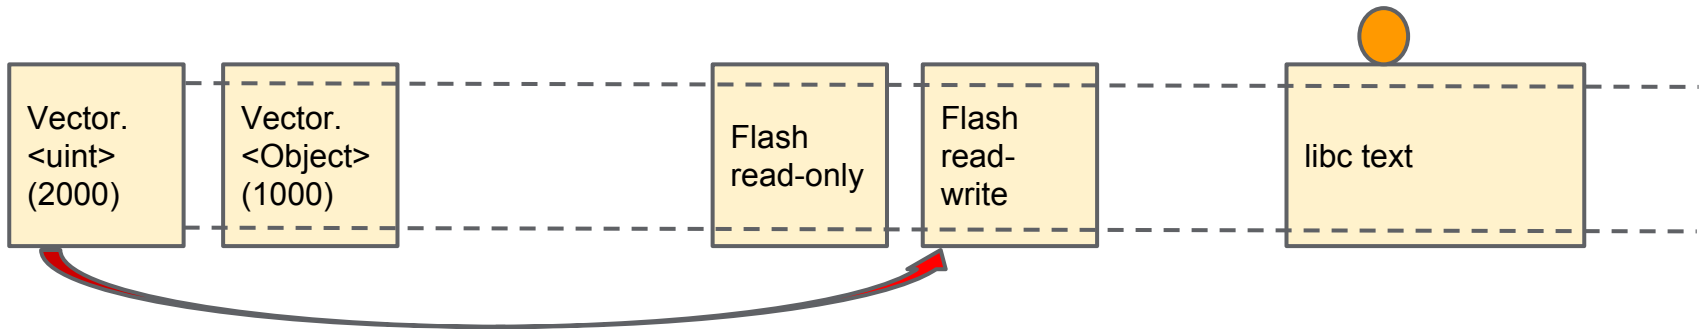 Vector.
<uint>
(2000)
Vector.
<Object>
(1000)
Flash
read-only
Flash
read-
write
libc text